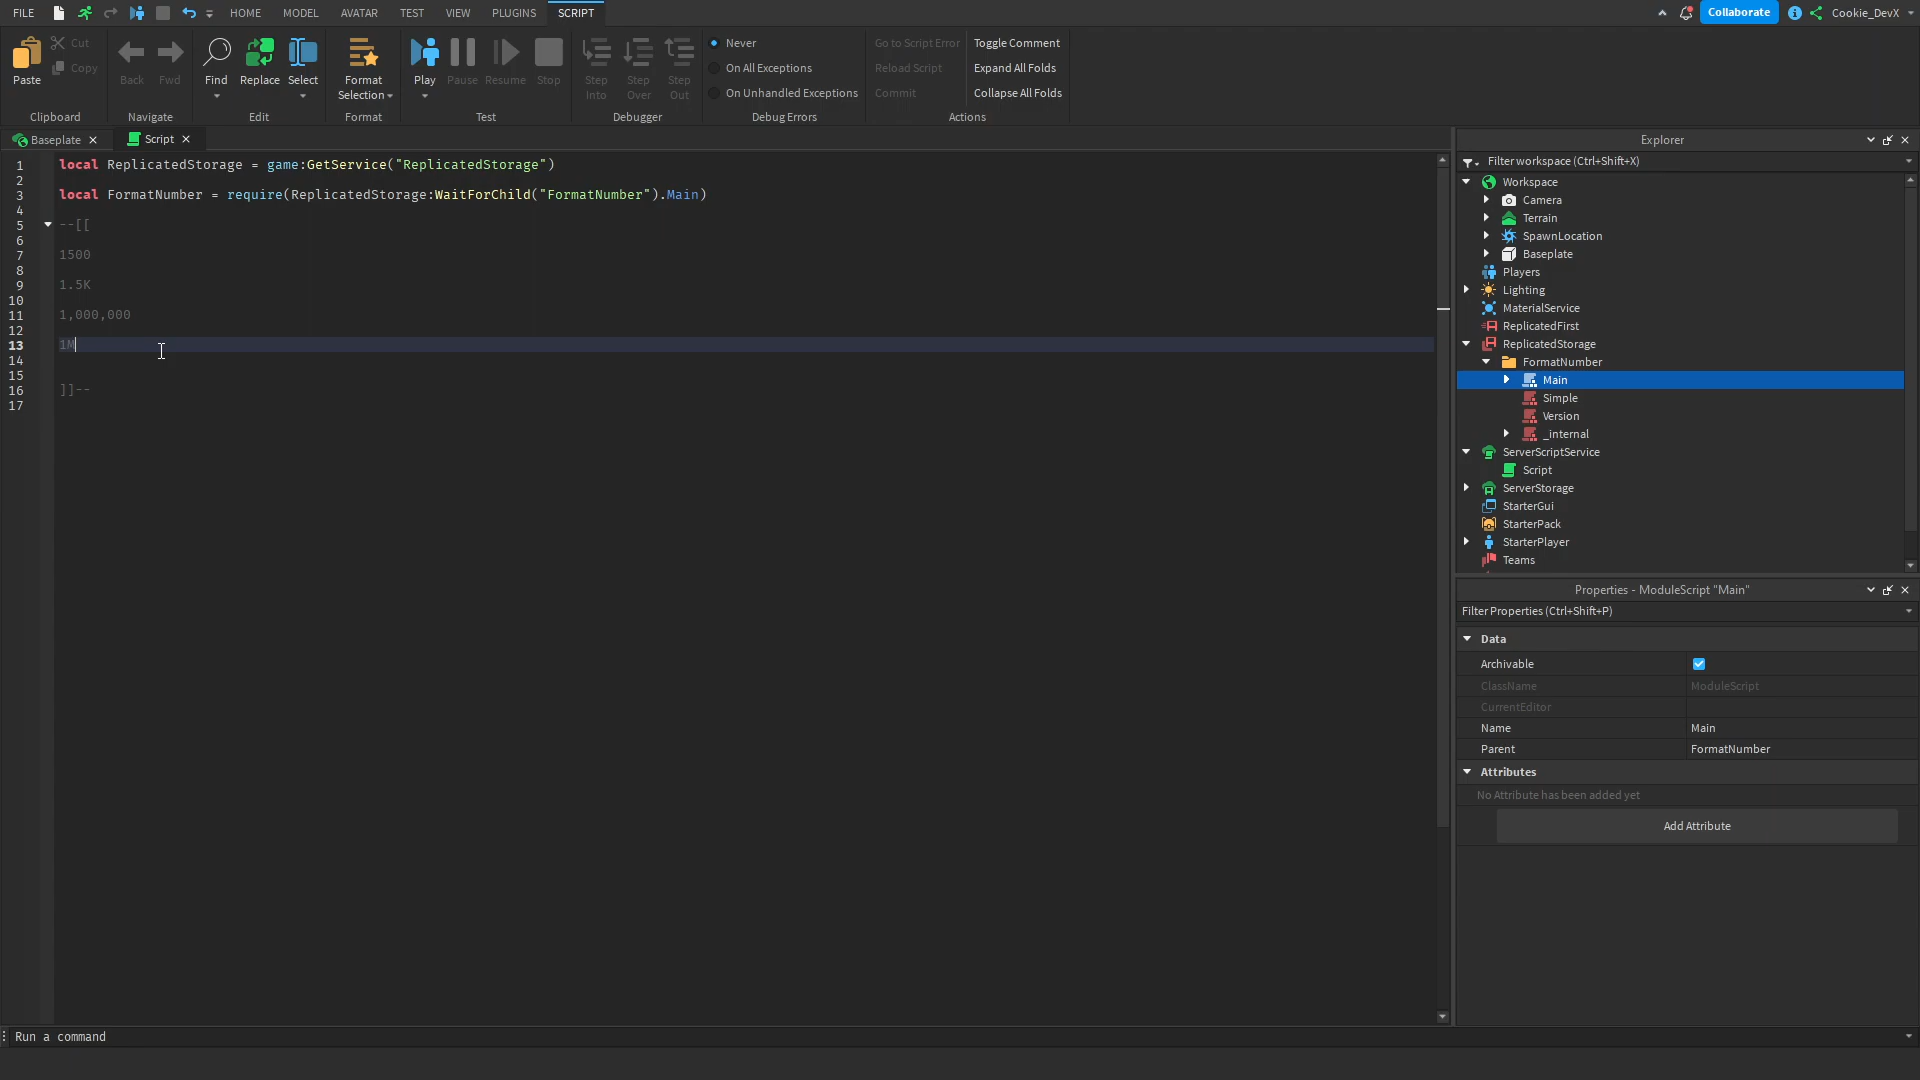 FILE HOME MODEL AVATAR TEST VIEW PLUGINS SCRIPT Collaborate Cookie_DevX
Paste Cut Copy Back Fwd Find Replace Select Format Selection Play Pause Resume Stop Step Into Step Over Step Out
Never
On All Exceptions
On Unhandled Exceptions
Go to Script Error
Reload Script
Commit
Toggle Comment
Expand All Folds
Collapse All Folds
Clipboard Navigate Edit Format Test Debugger Debug Errors Actions
Baseplate Script
1 local ReplicatedStorage = game:GetService("ReplicatedStorage")
2
3 local FormatNumber = require(ReplicatedStorage:WaitForChild("FormatNumber").Main)
4
5 --[[
6
7 1500
8
9 1.5K
10
11 1,000,000
12
13 1M
14
15
16 ]]--
17
Explorer
Filter workspace (Ctrl+Shift+X)
Workspace
Camera
Terrain
SpawnLocation
Baseplate
Players
Lighting
MaterialService
ReplicatedFirst
ReplicatedStorage
FormatNumber
Main
Simple
Version
_internal
ServerScriptService
Script
ServerStorage
StarterGui
StarterPack
StarterPlayer
Teams
Properties - ModuleScript "Main"
Filter Properties (Ctrl+Shift+P)
Data
Archivable
ClassName ModuleScript
CurrentEditor
Name Main
Parent FormatNumber
Attributes
No Attribute has been added yet
Add Attribute
Run a command